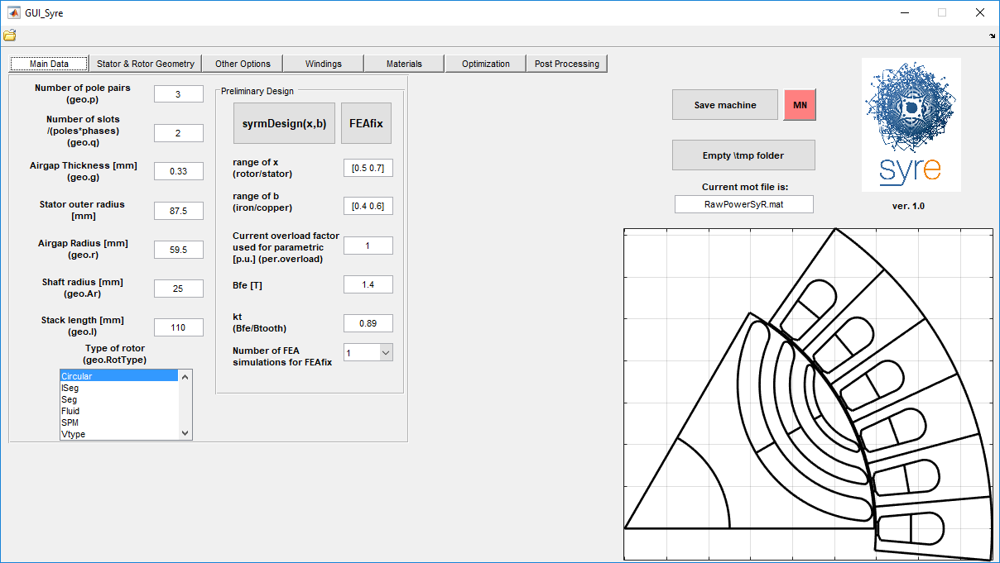 GUI_Syre
Main Data
Stator & Rotor Geometry
Other Options
Windings
Materials
Optimization
Post Processing
Number of pole pairs
(geo.p)
3
Number of slots
/(poles*phases)
(geo.q)
2
Airgap Thickness [mm]
(geo.g)
0.33
Stator outer radius
[mm]
87.5
Airgap Radius [mm]
(geo.r)
59.5
Shaft radius [mm]
(geo.Ar)
25
Stack length [mm]
(geo.l)
110
Type of rotor
(geo.RotType)
Circular
ISeg
Seg
Fluid
SPM
Vtype
Preliminary Design
syrmDesign(x,b)
FEAfix
range of x
(rotor/stator)
[0.5 0.7]
range of b
(iron/copper)
[0.4 0.6]
Current overload factor
used for parametric
[p.u.] (per.overload)
1
Bfe [T]
1.4
kt
(Bfe/Btooth)
0.89
Number of FEA
simulations for FEAfix
1
Save machine
MN
Empty \tmp folder
Current mot file is:
RawPowerSyR.mat
syre
ver. 1.0